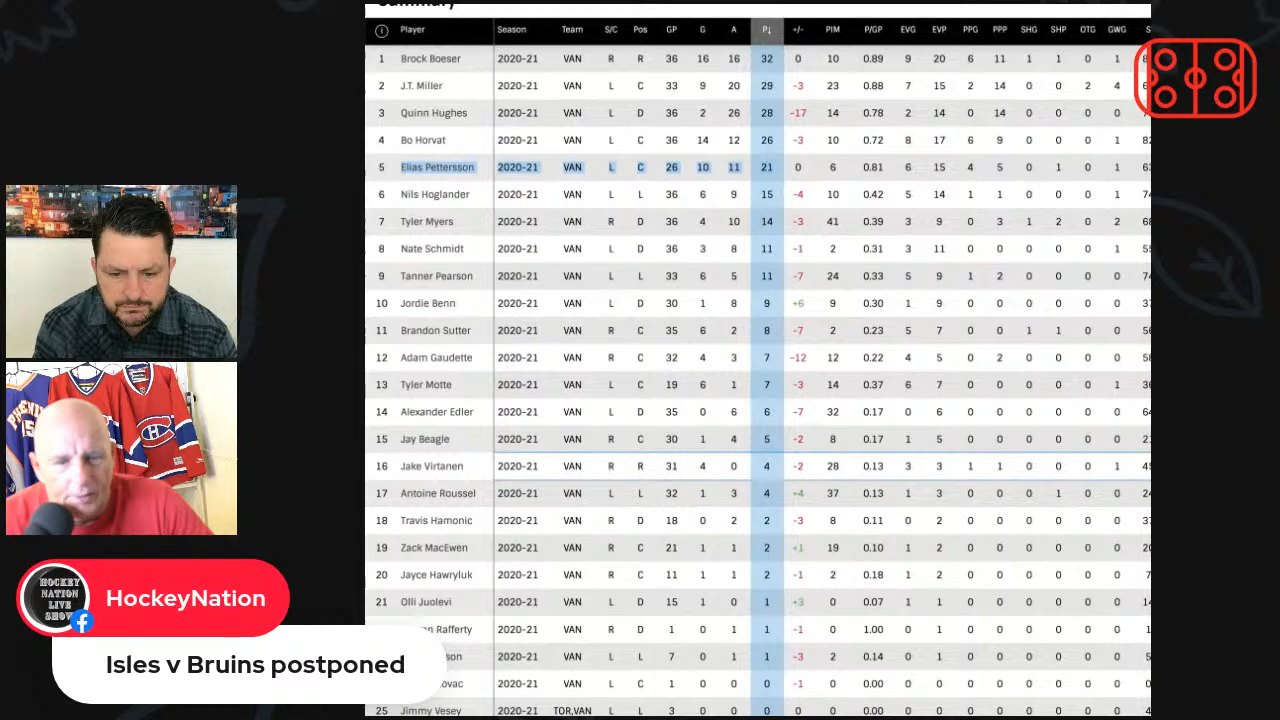 Summary
Player Season Team S/C Pos GP G A P↓ +/- PIM P/GP EVG EVP PPG PPP SHG SHP OTG GWG S
1 Brock Boeser 2020-21 VAN R R 36 16 16 32 0 10 0.89 9 20 6 11 1 1 0 1
2 J.T. Miller 2020-21 VAN L C 33 9 20 29 -3 23 0.88 7 15 2 14 0 0 2 4
3 Quinn Hughes 2020-21 VAN L D 36 2 26 28 -17 14 0.78 2 14 0 14 0 0 0 0
4 Bo Horvat 2020-21 VAN L C 36 14 12 26 -3 10 0.72 8 17 6 9 0 0 0 1 82
5 Elias Pettersson 2020-21 VAN L C 26 10 11 21 0 6 0.81 6 15 4 5 0 1 0 1 63
6 Nils Hoglander 2020-21 VAN L L 36 6 9 15 -4 10 0.42 5 14 1 1 0 0 0 0 74
7 Tyler Myers 2020-21 VAN R D 36 4 10 14 -3 41 0.39 3 9 0 3 1 2 0 0 68
8 Nate Schmidt 2020-21 VAN L D 36 3 8 11 -1 2 0.31 3 11 0 0 0 0 0 1 55
9 Tanner Pearson 2020-21 VAN L L 33 6 5 11 -7 24 0.33 5 9 1 2 0 0 0 0 74
10 Jordie Benn 2020-21 VAN L D 30 1 8 9 +6 6 0.30 1 9 0 0 0 0 0 0 37
11 Brandon Sutter 2020-21 VAN R C 35 6 2 8 -7 2 0.23 5 7 0 0 1 1 0 0 56
12 Adam Gaudette 2020-21 VAN R C 32 4 3 7 -12 12 0.22 4 5 0 2 0 0 0 0 58
13 Tyler Motte 2020-21 VAN L C 19 6 1 7 -3 14 0.37 6 7 0 0 0 0 0 1 36
14 Alexander Edler 2020-21 VAN L D 35 0 6 6 -7 32 0.17 0 6 0 0 0 0 0 0 64
15 Jay Beagle 2020-21 VAN R C 30 1 4 5 -2 8 0.17 1 5 0 0 0 0 0 0
16 Jake Virtanen 2020-21 VAN R R 31 4 0 4 -2 28 0.13 3 3 1 1 0 0 0 1 45
17 Antoine Roussel 2020-21 VAN L L 32 1 3 4 +4 37 0.13 1 3 0 0 0 1 0 0 24
18 Travis Hamonic 2020-21 VAN R D 18 0 2 2 -3 8 0.11 0 2 0 0 0 0 0 0 37
19 Zack MacEwen 2020-21 VAN R C 21 1 1 2 +1 19 0.10 1 2 0 0 0 0 0 0 20
20 Jayce Hawryluk 2020-21 VAN R C 11 1 1 2 -1 2 0.18 1 2 0 0 0 0 0 0 7
21 Olli Juolevi 2020-21 VAN L D 15 1 0 1 +3 0 0.07 1 1 0 0 0 0 0 0 14
Rafferty 2020-21 VAN R D 1 0 1 1 -1 0 1.00 0 1 0 0 0 0 0 0 1
2020-21 VAN L L 7 0 1 1 -3 2 0.14 0 1 0 0 0 0 0 0 5
2020-21 VAN L C 1 0 0 0 -1 0 0.00 0 0 0 0 0 0 0 0
25 Jimmy Vesey 2020-21 TOR,VAN L L 3 0 0 0 0 0 0.00 0 0 0 0 0 0 0 0 4
HOCKEY
NATION
LIVE
SHOW
HockeyNation
Isles v Bruins postponed